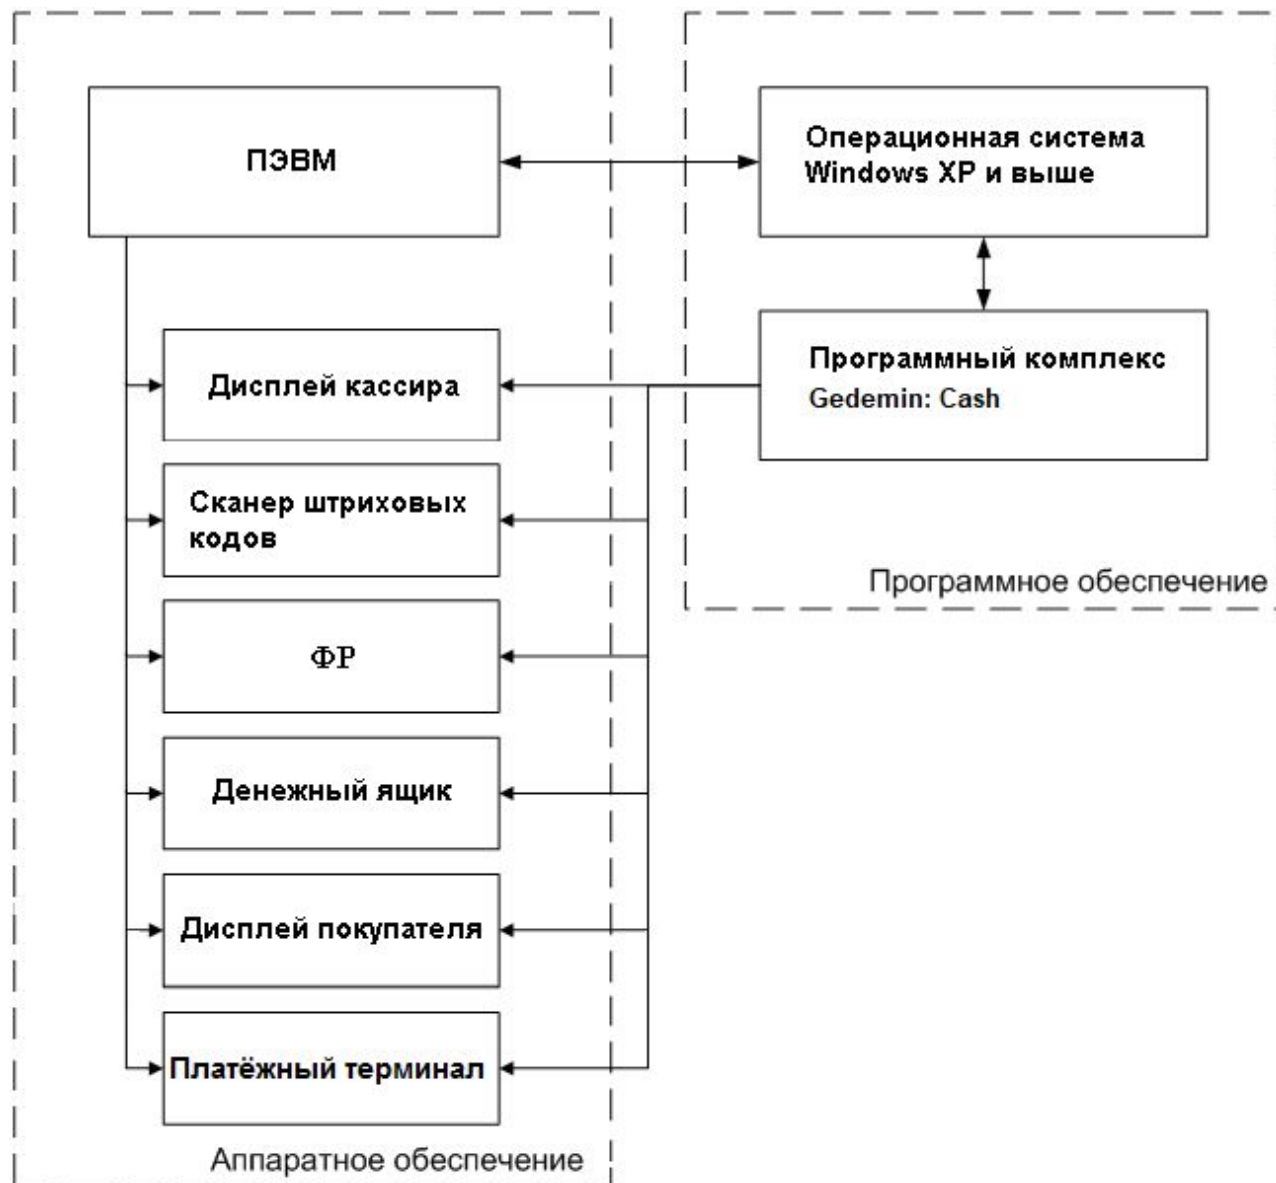 ПЭВМ
Операционная система
Windows XP и выше
Дисплей кассира
Программный комплекс
Gedemin: Cash
Сканер штриховых
кодов
Программное обеспечение
ФР
Денежный ящик
Дисплей покупателя
Платёжный терминал
Аппаратное обеспечение